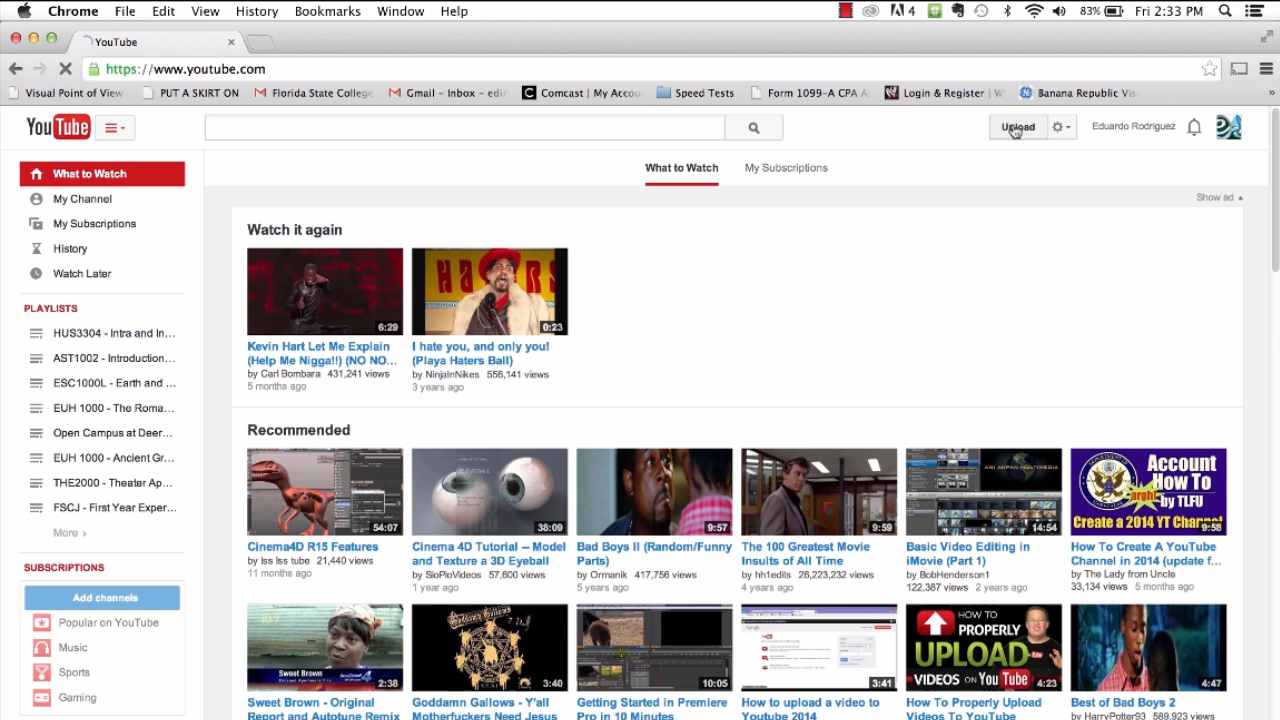 Chrome File Edit View History Bookmarks Window Help
4 83% Fri 2:33 PM
YouTube
https://www.youtube.com
Visual Point of View PUT A SKIRT ON Florida State College Gmail - Inbox - edi Comcast | My Accou Speed Tests Form 1099-A CPA Login & Register | W Banana Republic Vis »
YouTube Upload Eduardo Rodriguez
What to Watch My Subscriptions
Show ad
What to Watch
My Channel
My Subscriptions
History
Watch Later
PLAYLISTS
HUS3304 - Intra and In...
AST1002 - Introduction...
ESC1000L - Earth and ...
EUH 1000 - The Roma...
Open Campus at Deer...
EUH 1000 - Ancient Gr...
THE2000 - Theater Ap...
FSCJ - First Year Exper...
More ›
SUBSCRIPTIONS
Add channels
Popular on YouTube
Music
Sports
Gaming
Watch it again
6:29
HATERS
0:23
Kevin Hart Let Me Explain
(Help Me Nigga!!) (NO NO...
by Carl Bombara 431,241 views
5 months ago
I hate you, and only you!
(Playa Haters Ball)
by NinjaInNikes 556,141 views
3 years ago
Recommended
54:07
Cinema4D R15 Features
by Iss Iss tube 21,440 views
11 months ago
38:09
Cinema 4D Tutorial -- Model
and Texture a 3D Eyeball
by SioPioVideos 57,600 views
1 year ago
9:57
Bad Boys II (Random/Funny
Parts)
by Ormanik 417,756 views
5 years ago
9:59
The 100 Greatest Movie
Insults of All Time
by hh1edits 26,223,232 views
4 years ago
ANI AKPAN MULTIMEDIA
14:54
Basic Video Editing in
iMovie (Part 1)
by BobHenderson1
122,387 views 2 years ago
Account
How To
by TLFU
argh!
Create a 2014 YT Channel
9:58
How To Create A YouTube
Channel in 2014 (update f...
by The Lady from Uncle
33,134 views 5 months ago
SWEET BROWN
2:38
Sweet Brown - Original
Report and Autotune Remix
3:40
Goddamn Gallows - Y'all
Motherfuckers Need Jesus
10:05
Getting Started in Premiere
Pro in 10 Minutes
3:41
How to upload a video to
Youtube 2014
HOW TO
PROPERLY
UPLOAD
VIDEOS ON YouTube
4:23
How To Properly Upload
Videos To YouTube
4:47
Best of Bad Boys 2
by HarryPotter93 589,923 views